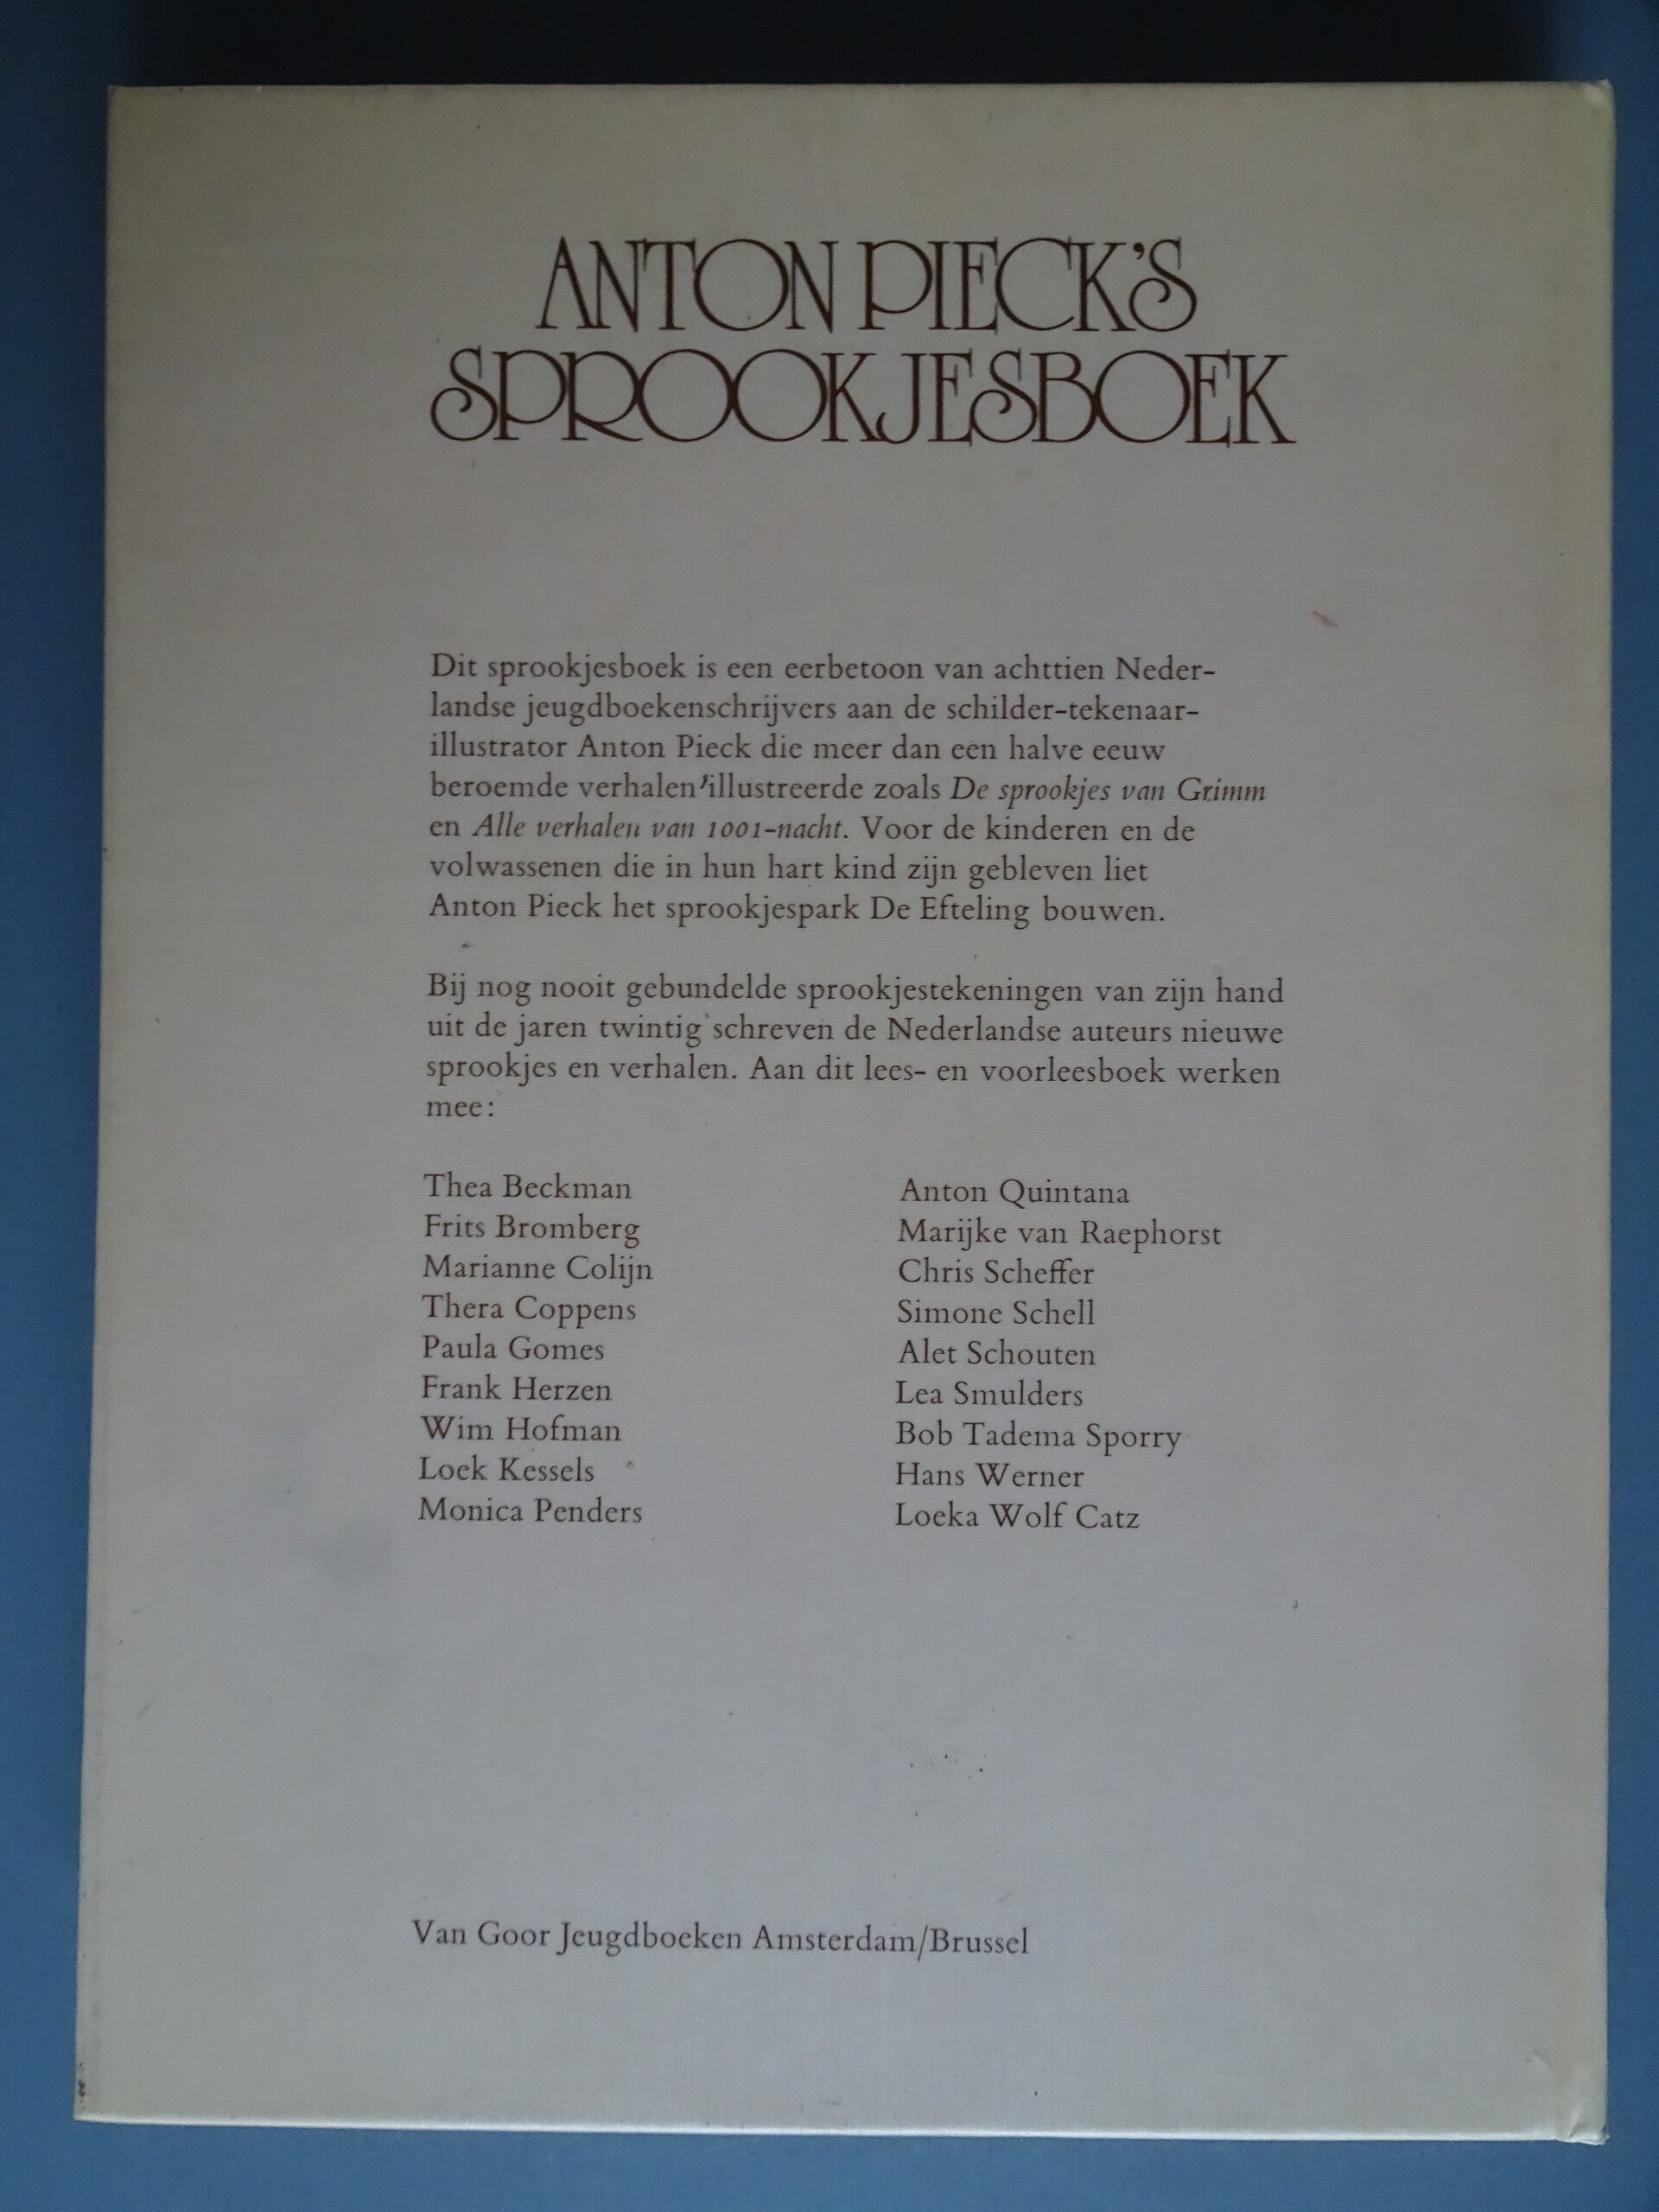 ANTON PIECK'S
SPROOKJESBOEK
Dit sprookjesboek is een eerbetoon van achttien Neder-
landse jeugdboekenschrijvers aan de schilder-tekenaar-
illustrator Anton Pieck die meer dan een halve eeuw
beroemde verhalen illustreerde zoals De sprookjes van Grimm
en Alle verhalen van 1001-nacht. Voor de kinderen en de
volwassenen die in hun hart kind zijn gebleven liet
Anton Pieck het sprookjespark De Efteling bouwen.
Bij nog nooit gebundelde sprookjestekeningen van zijn hand
uit de jaren twintig schreven de Nederlandse auteurs nieuwe
sprookjes en verhalen. Aan dit lees- en voorleesboek werken
mee:
Thea Beckman
Frits Bromberg
Marianne Colijn
Thera Coppens
Paula Gomes
Frank Herzen
Wim Hofman
Loek Kessels
Monica Penders
Anton Quintana
Marijke van Raephorst
Chris Scheffer
Simone Schell
Alet Schouten
Lea Smulders
Bob Tadema Sporry
Hans Werner
Loeka Wolf Catz
Van Goor Jeugdboeken Amsterdam/Brussel